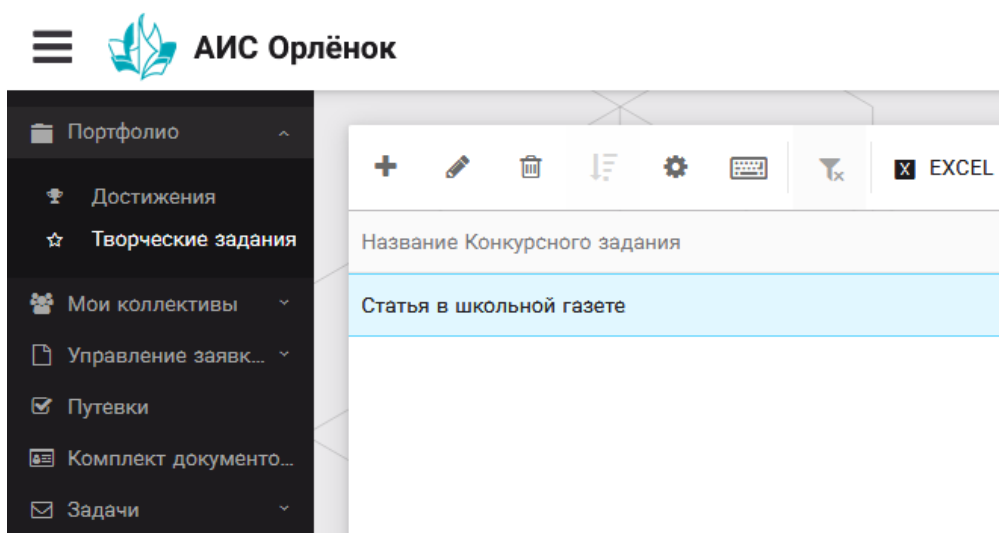 АИС Орлёнок
Портфолио
Достижения
Творческие задания
Мои коллективы
Управление заявк...
Путевки
Комплект документо...
Задачи
X EXCEL
Название Конкурсного задания
Статья в школьной газете